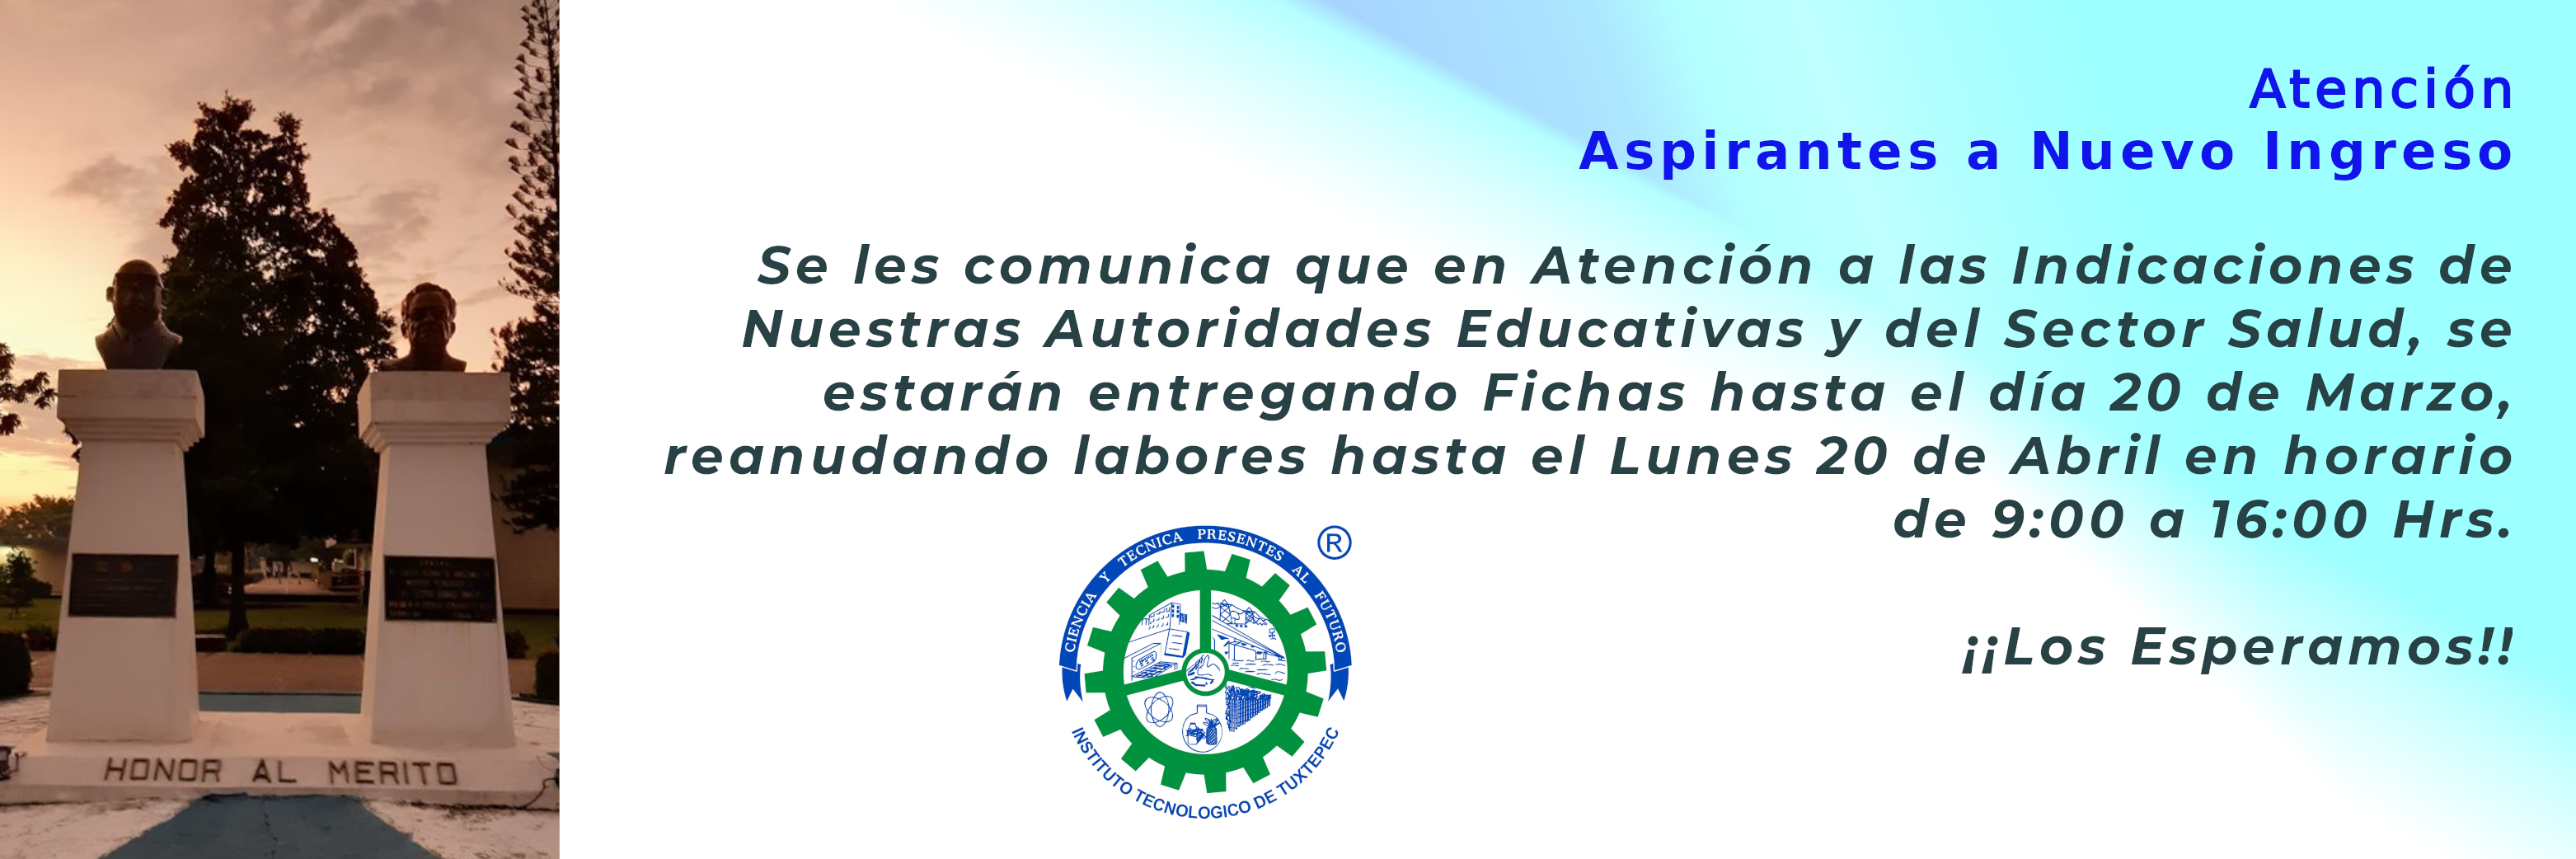 Atención
Aspirantes a Nuevo Ingreso
Se les comunica que en Atención a las Indicaciones de
Nuestras Autoridades Educativas y del Sector Salud, se
estarán entregando Fichas hasta el día 20 de Marzo,
reanudando labores hasta el Lunes 20 de Abril en horario
de 9:00 a 16:00 Hrs.
¡¡Los Esperamos!!
CIENCIA Y TECNICA PRESENTES AL FUTURO
®
INSTITUTO TECNOLOGICO DE TUXTEPEC
HONOR AL MERITO